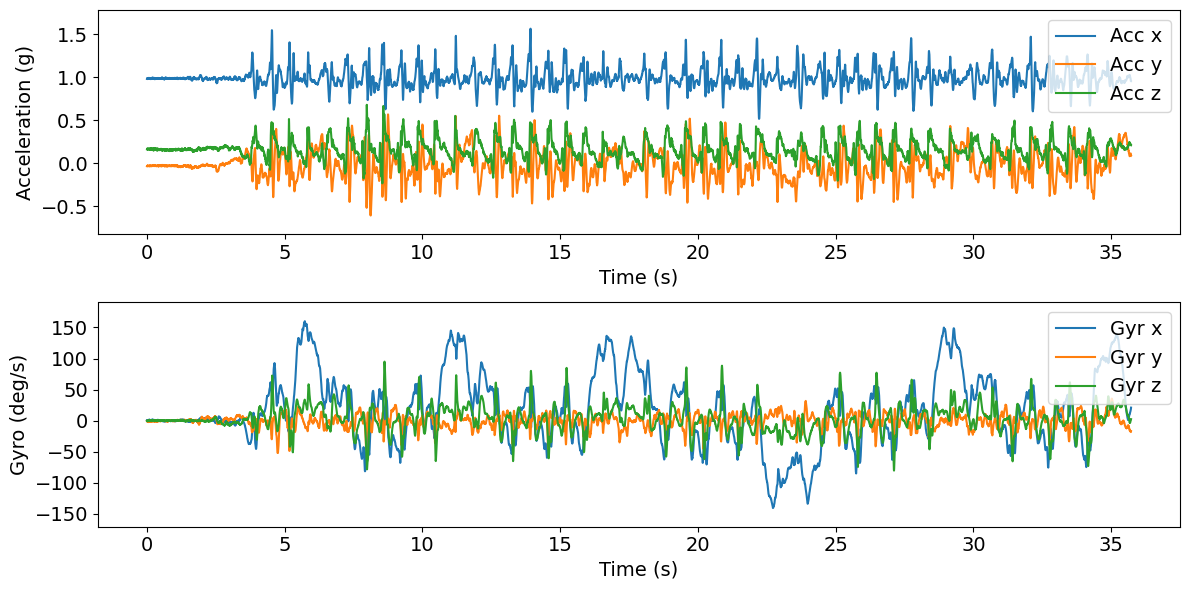 Acceleration (g)
1.5
1.0
0.5
0.0
−0.5
Acc x
Acc y
Acc z
0 5 10 15 20 25 30 35
Time (s)
Gyro (deg/s)
150
100
50
0
−50
−100
−150
Gyr x
Gyr y
Gyr z
0 5 10 15 20 25 30 35
Time (s)